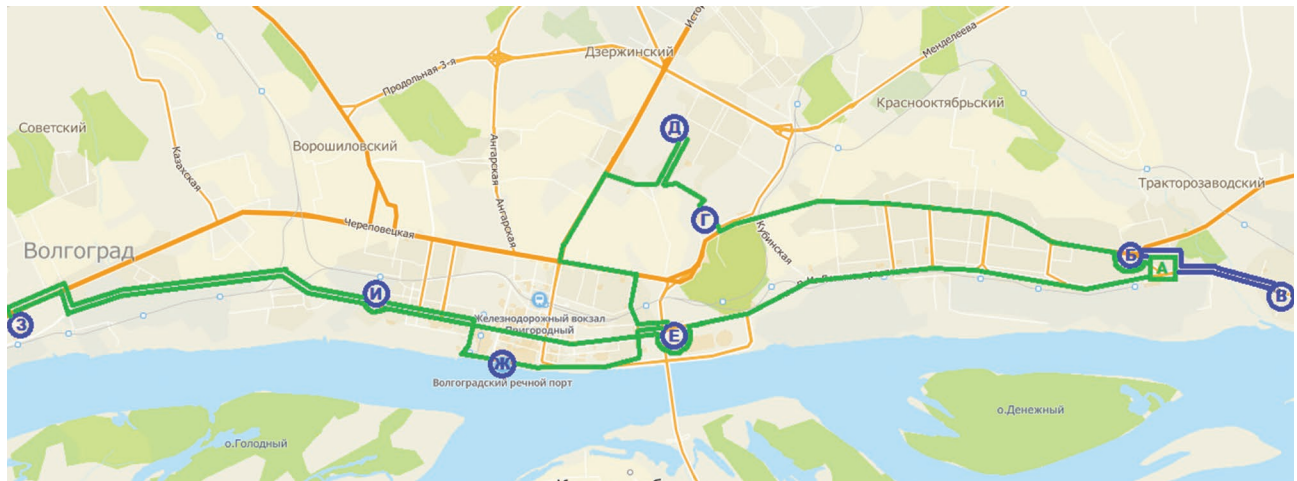 Исто
Дзержинский
Менделеева
Продольная 3-я
Д
Краснооктябрьский
Советский
Ворошиловский
Казахская
Ангарская
Тракторозаводский
Ангарская
Г
Кубинская
Череповецкая
Волгоград
Б
А
В
И
З
Железнодорожный вокзал
Пригородный
Е
Ж
Волгоградский речной порт
о.Денежный
о.Голодный